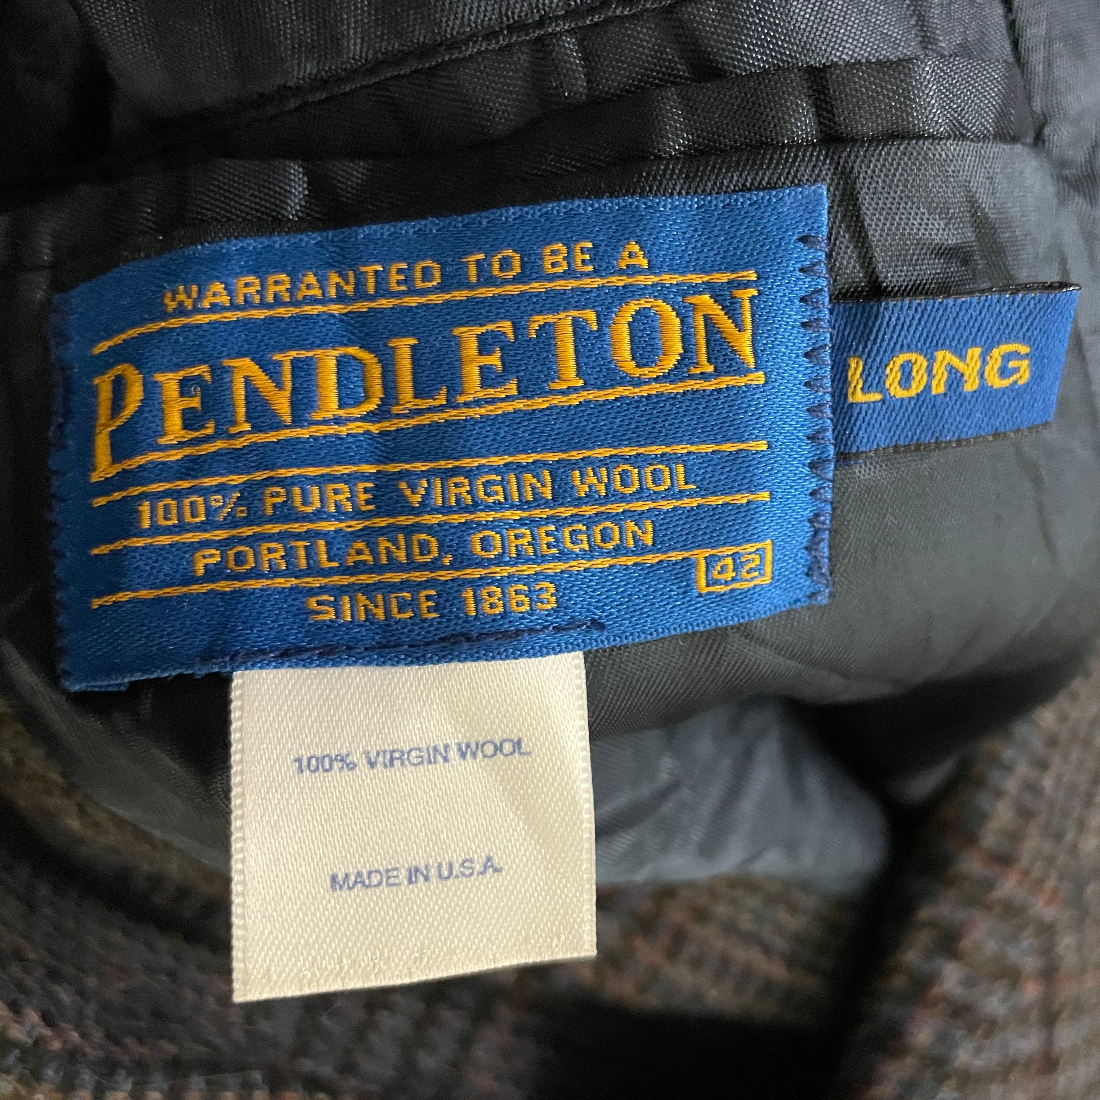 WARRANTED TO BE A
PENDLETON
LONG
100% PURE VIRGIN WOOL
PORTLAND, OREGON
42
SINCE 1863
100% VIRGIN WOOL
MADE IN U.S.A.